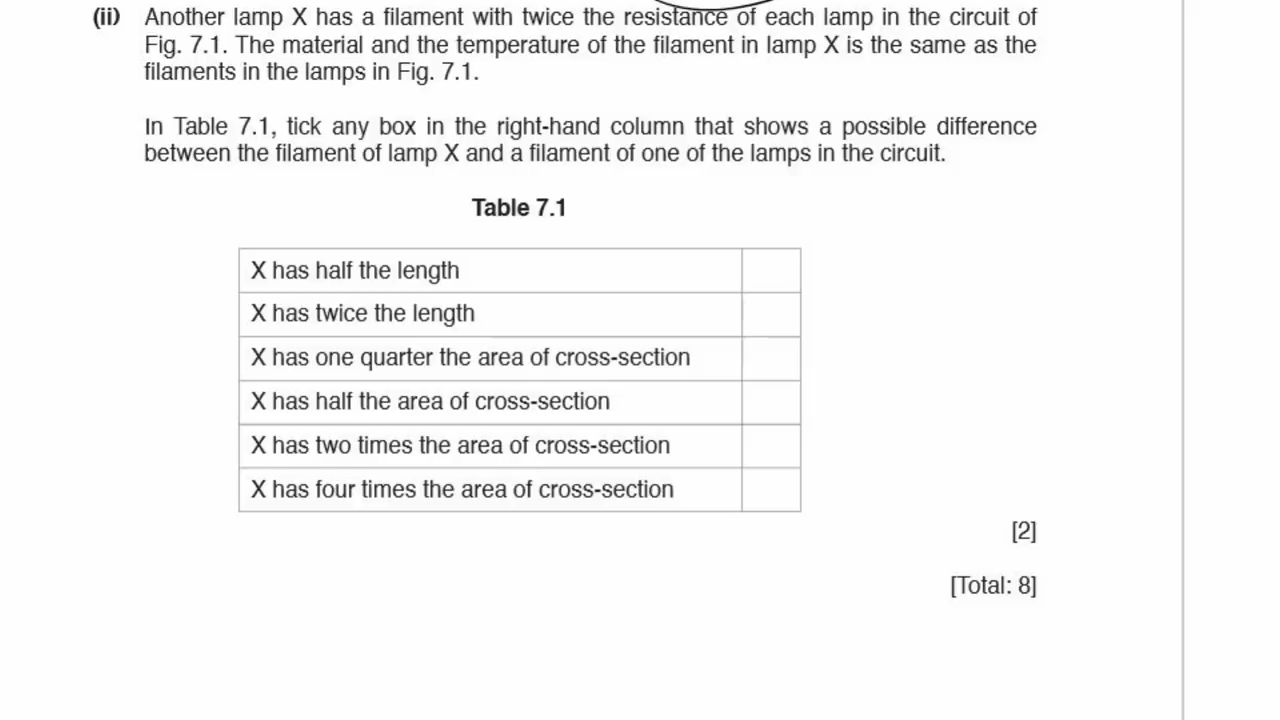 (ii) Another lamp X has a filament with twice the resistance of each lamp in the circuit of
Fig. 7.1. The material and the temperature of the filament in lamp X is the same as the
filaments in the lamps in Fig. 7.1.
In Table 7.1, tick any box in the right-hand column that shows a possible difference
between the filament of lamp X and a filament of one of the lamps in the circuit.
Table 7.1
X has half the length
X has twice the length
X has one quarter the area of cross-section
X has half the area of cross-section
X has two times the area of cross-section
X has four times the area of cross-section
[2]
[Total: 8]